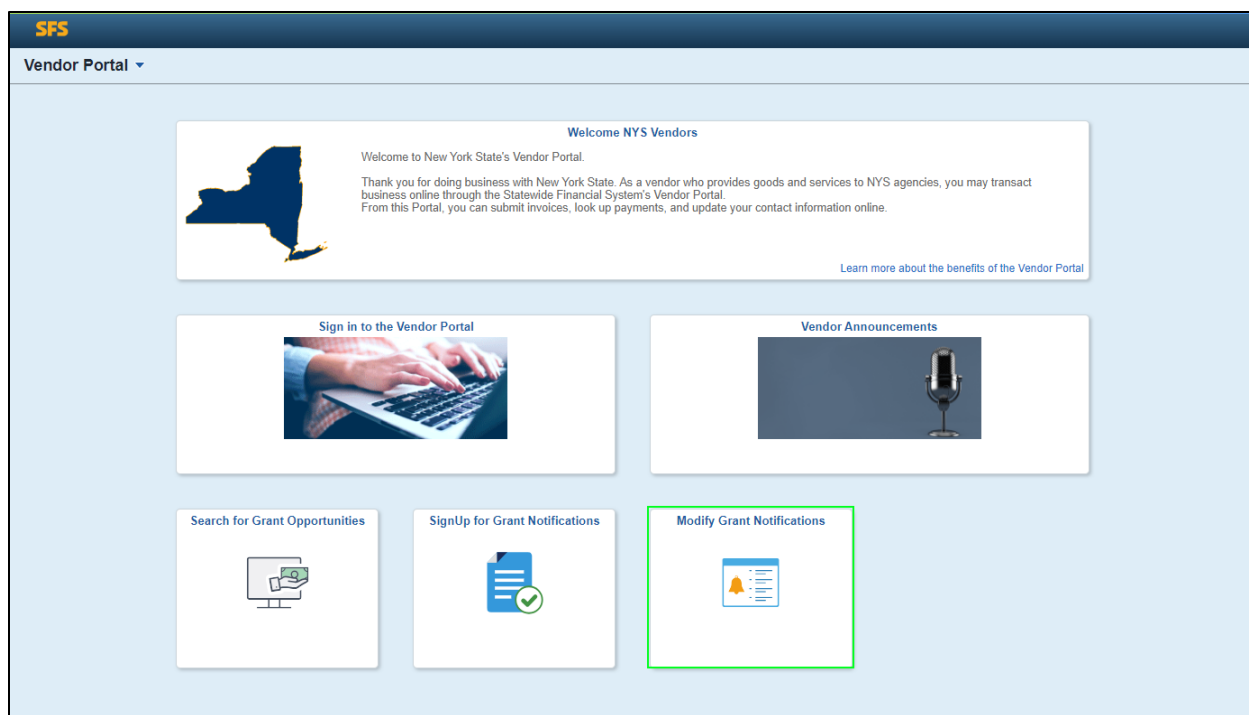 SFS
Vendor Portal
Welcome NYS Vendors
Welcome to New York State's Vendor Portal.
Thank you for doing business with New York State. As a vendor who provides goods and services to NYS agencies, you may transact
business online through the Statewide Financial System's Vendor Portal.
From this Portal, you can submit invoices, look up payments, and update your contact information online.
Learn more about the benefits of the Vendor Portal
Sign in to the Vendor Portal
Vendor Announcements
Search for Grant Opportunities
SignUp for Grant Notifications
Modify Grant Notifications